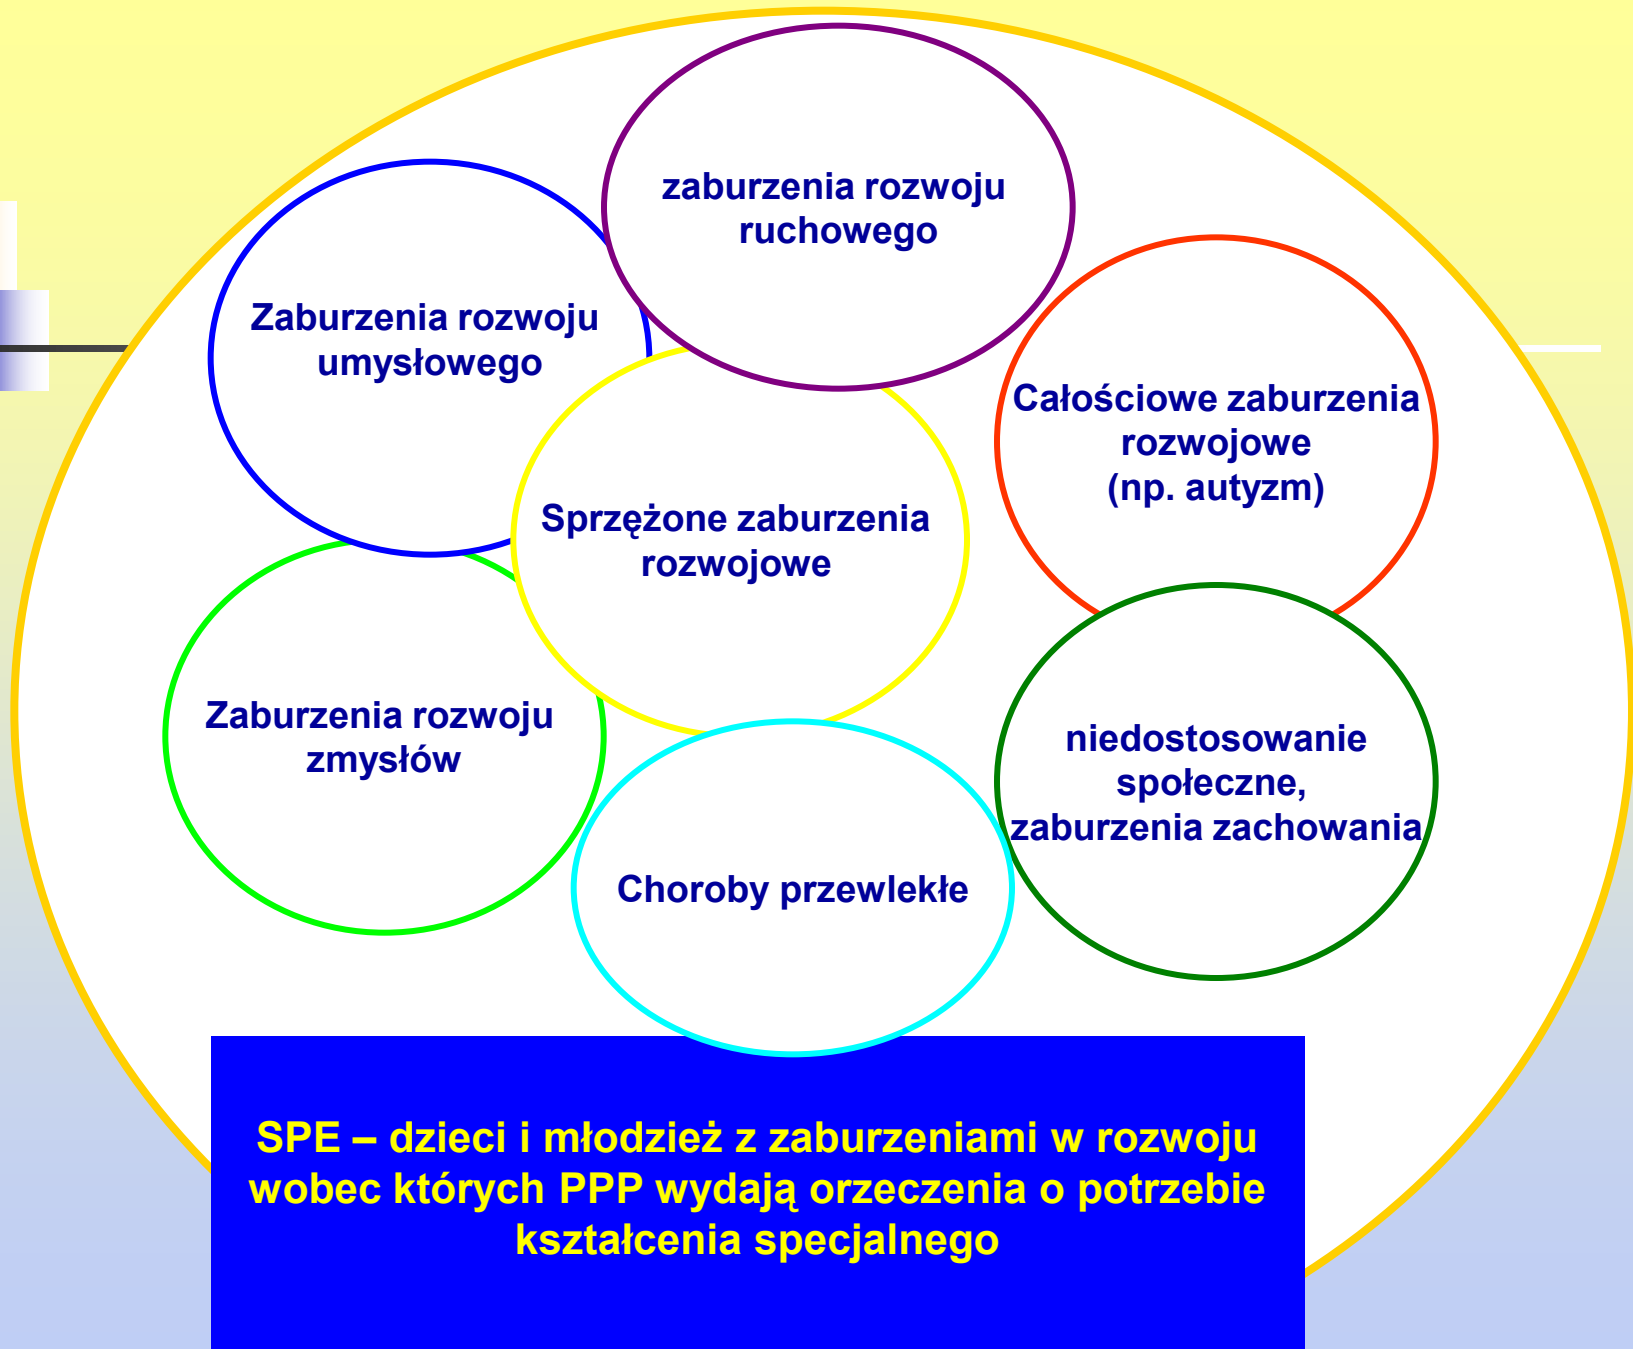 zaburzenia rozwoju
ruchowego
Zaburzenia rozwoju
umysłowego
Całościowe zaburzenia
rozwojowe
(np. autyzm)
Sprzężone zaburzenia
rozwojowe
Zaburzenia rozwoju
zmysłów
niedostosowanie
społeczne,
zaburzenia zachowania
Choroby przewlekłe
SPE – dzieci i młodzież z zaburzeniami w rozwoju
wobec których PPP wydają orzeczenia o potrzebie
kształcenia specjalnego